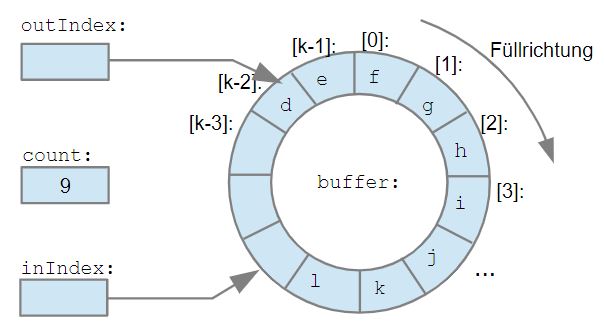 outIndex:
[k-1]:
[0]:
Füllrichtung
[k-2]:
[1]:
d
e
f
g
[k-3]:
[2]:
h
count:
9
buffer:
i
[3]:
inIndex:
j
...
l
k